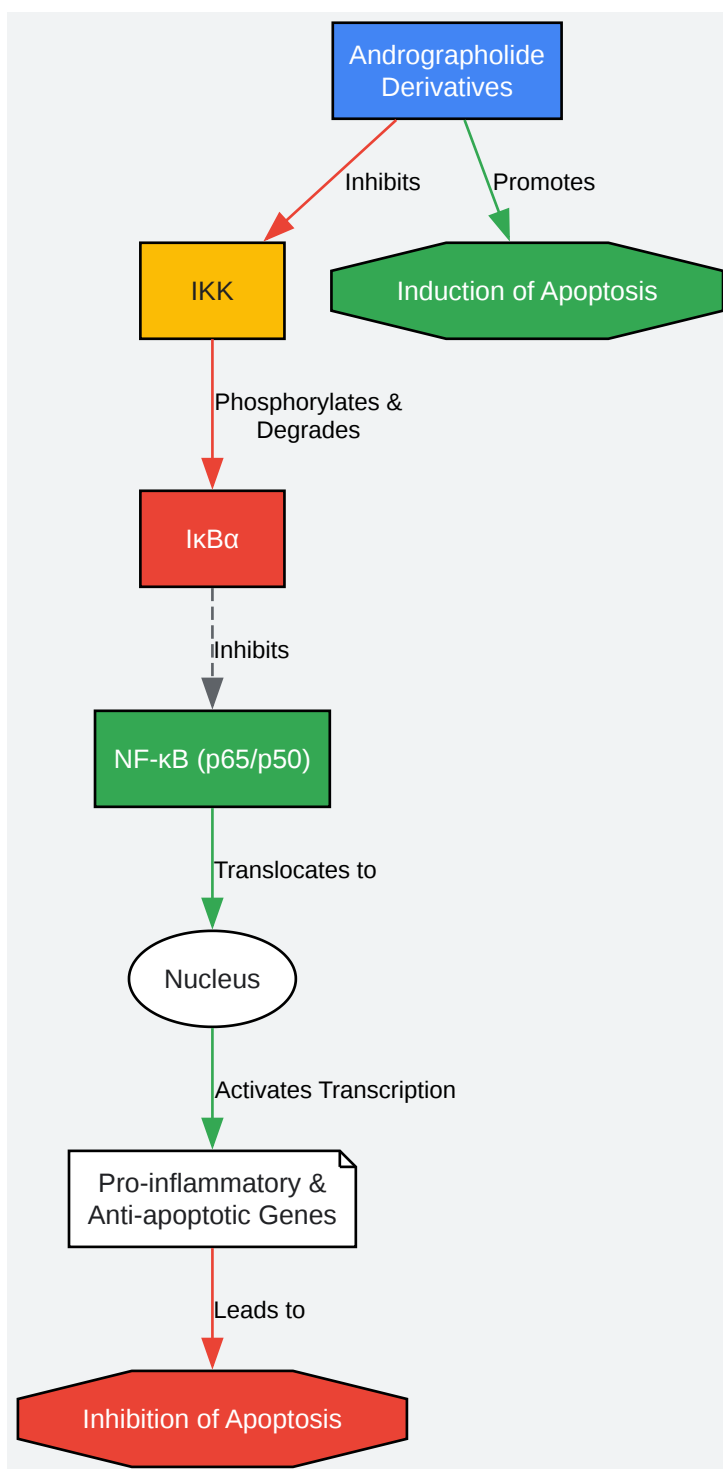 Andrographolide
Derivatives
Inhibits
Promotes
IKK
Induction of Apoptosis
Phosphorylates &
Degrades
IκBα
Inhibits
NF-κB (p65/p50)
Translocates to
Nucleus
Activates Transcription
Pro-inflammatory &
Anti-apoptotic Genes
Leads to
Inhibition of Apoptosis